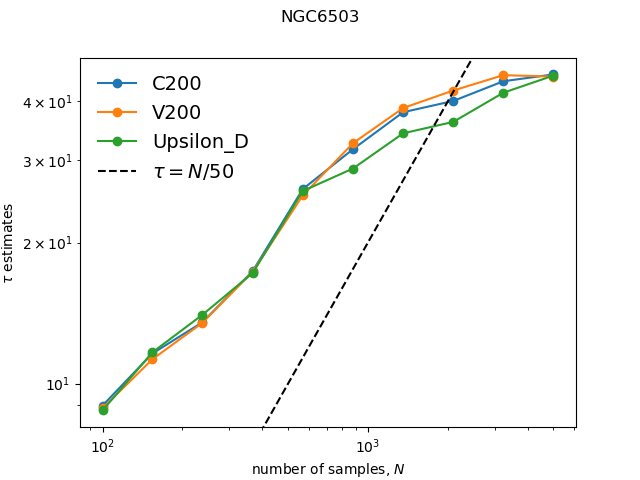 NGC6503
C200
V200
Upsilon_D
τ = N/50
4 × 10¹
3 × 10¹
2 × 10¹
10¹
τ estimates
10²
10³
number of samples, N